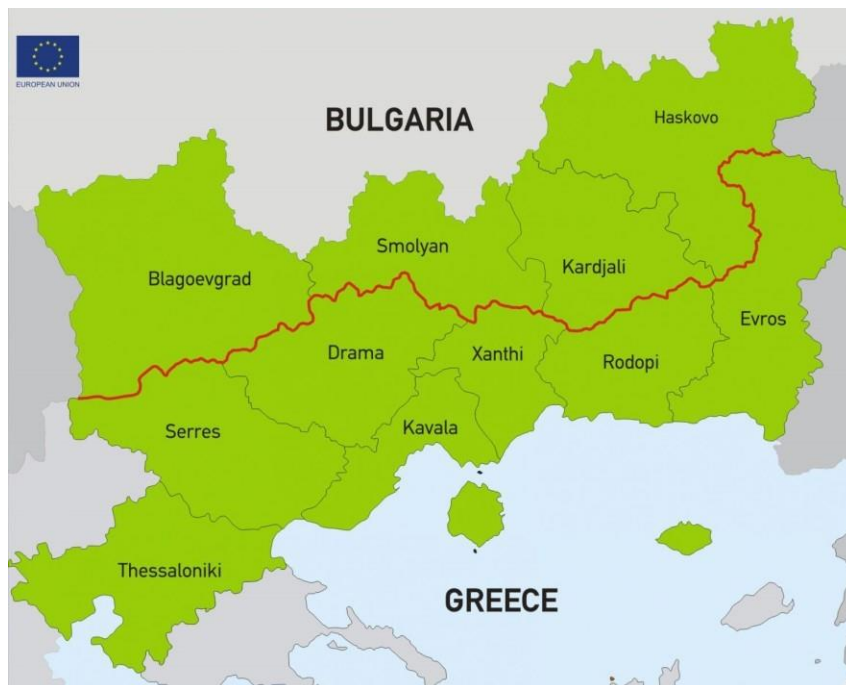 EUROPEAN UNION
BULGARIA
Haskovo
Smolyan
Blagoevgrad
Kardjali
Evros
Drama
Xanthi
Rodopi
Serres
Kavala
Thessaloniki
GREECE